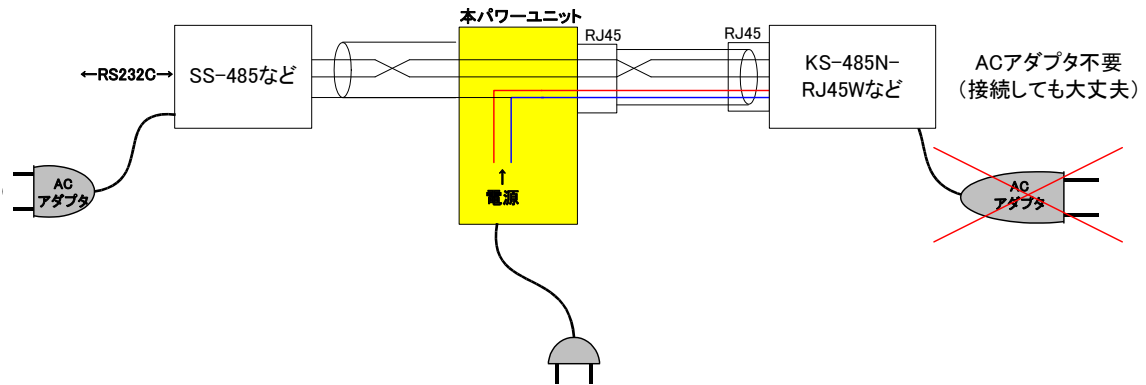 本パワーユニット
RJ45
RJ45
←RS232C→
SS-485など
KS-485N-
RJ45Wなど
ACアダプタ不要
（接続しても大丈夫）
AC
アダプタ
↑
電源
AC
アダプタ